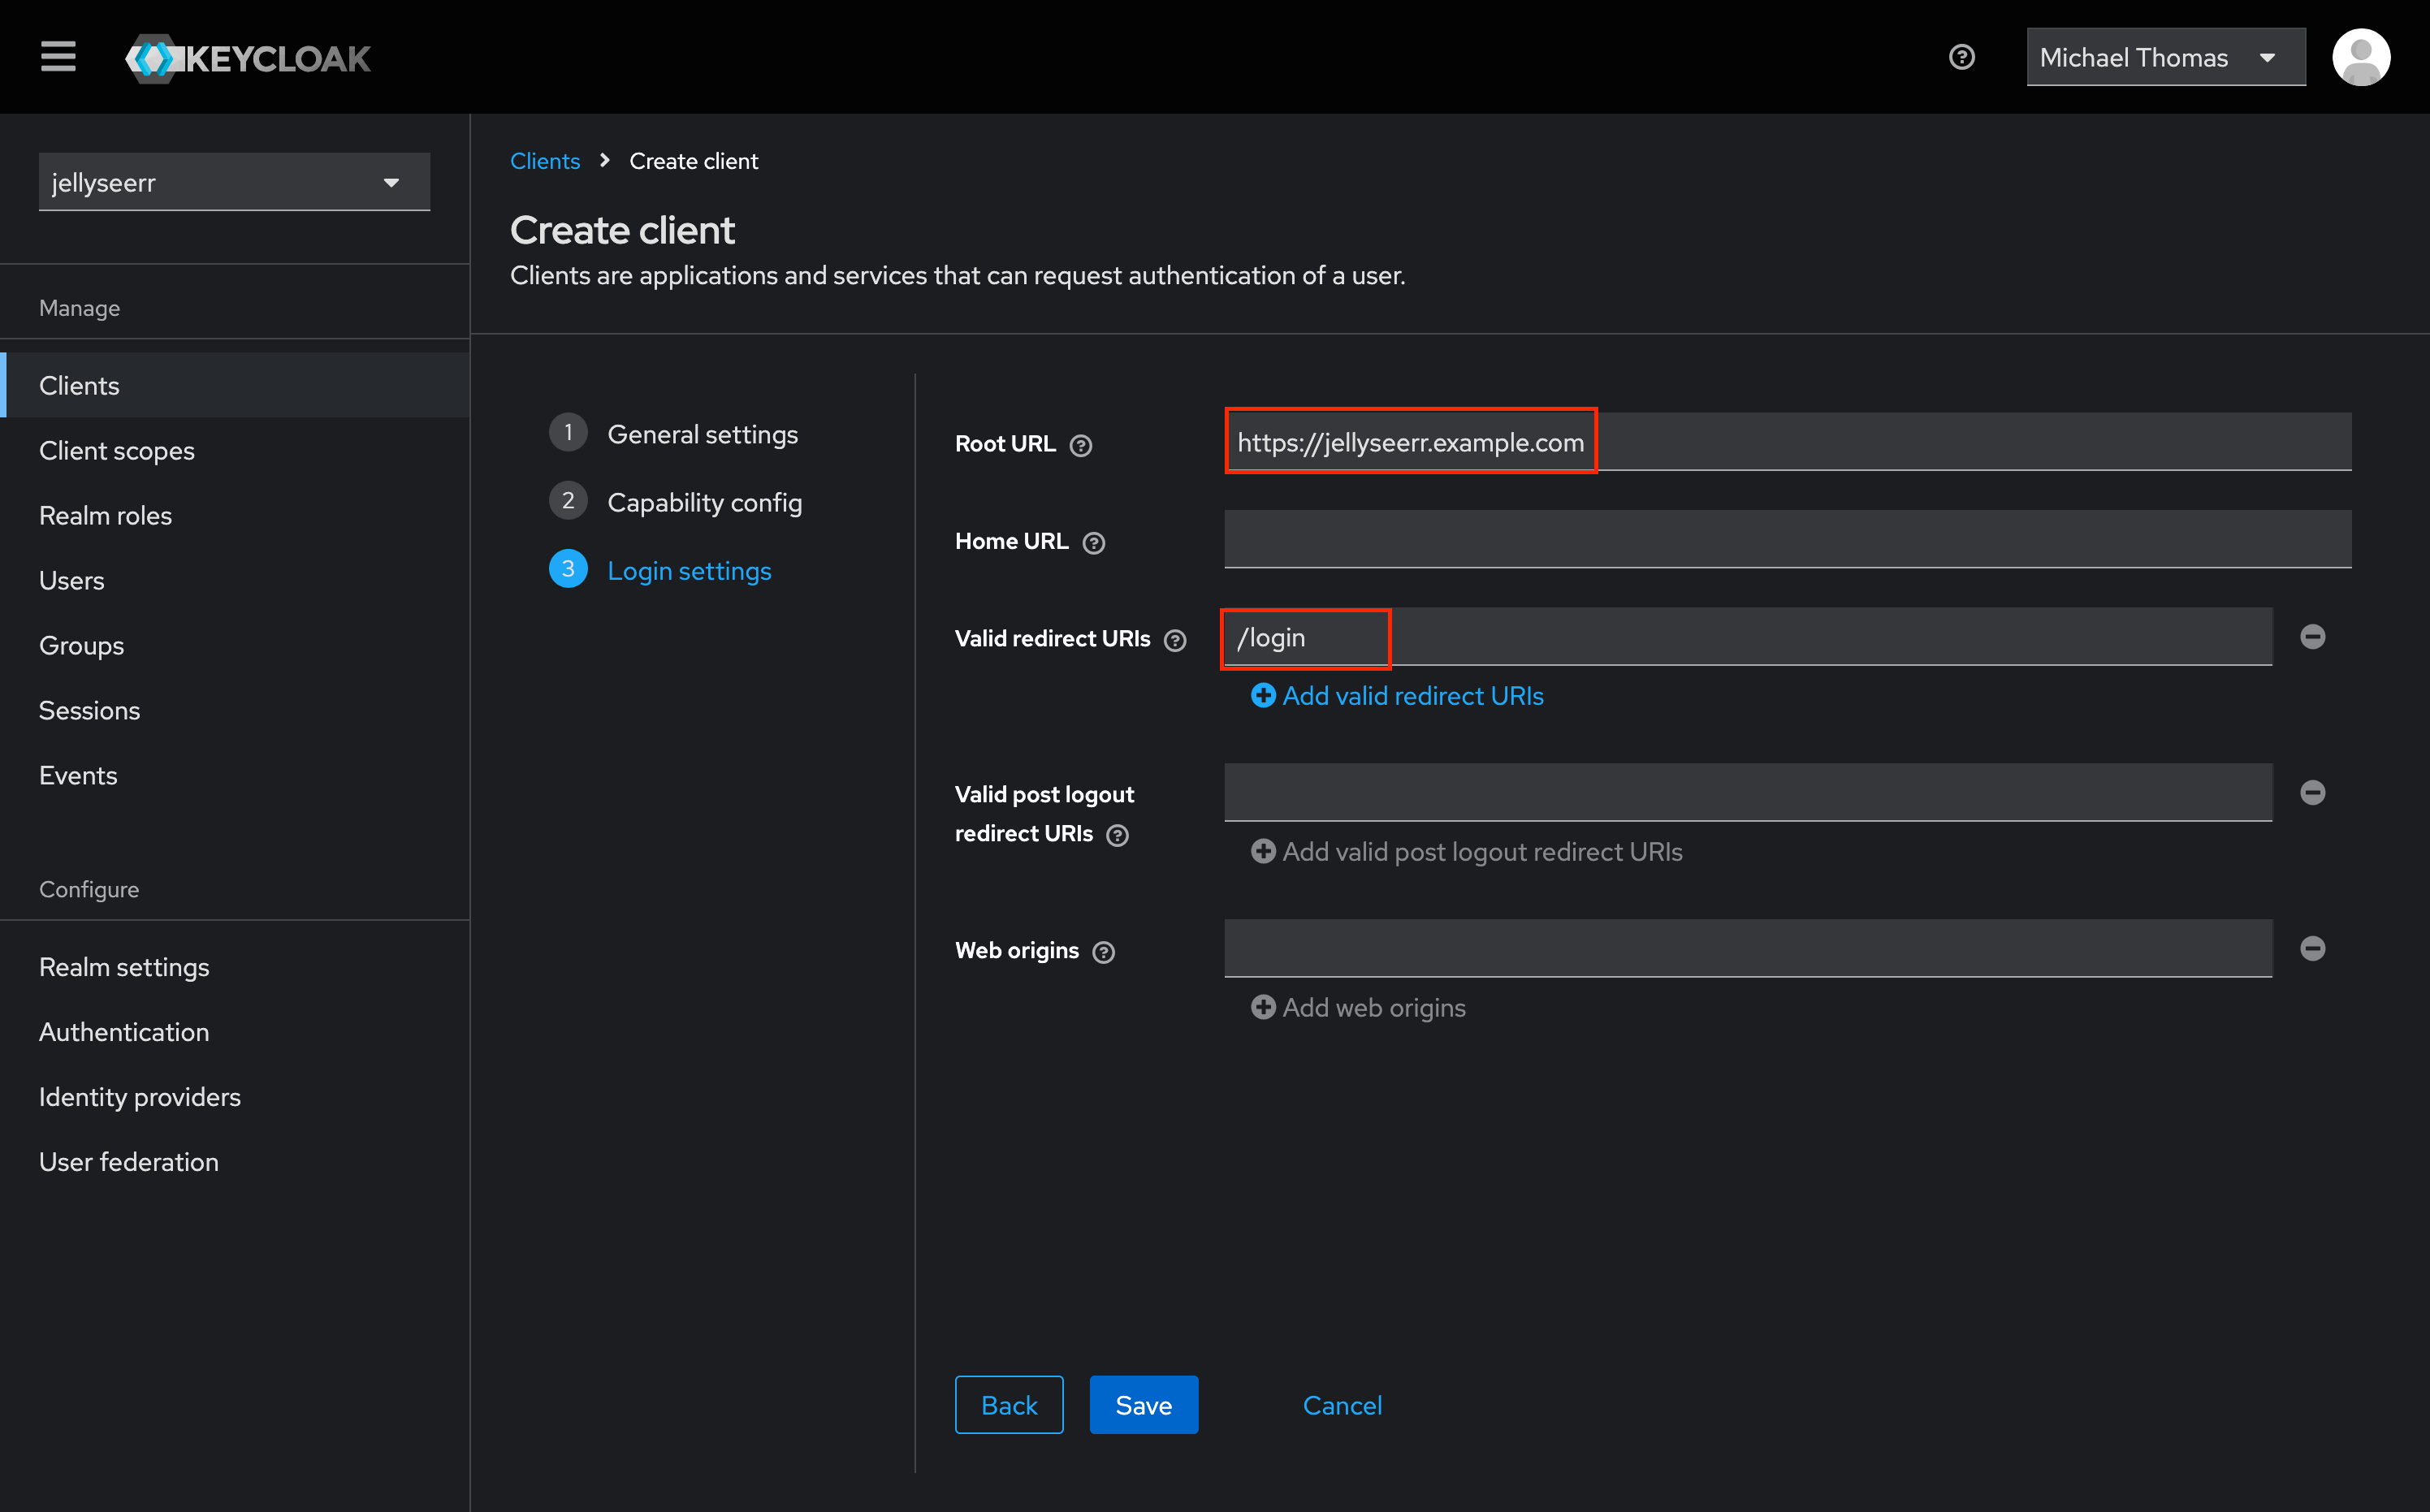 KEYCLOAK
Michael Thomas
jellyseerr
Manage
Clients
Client scopes
Realm roles
Users
Groups
Sessions
Events
Configure
Realm settings
Authentication
Identity providers
User federation
Clients > Create client
Create client
Clients are applications and services that can request authentication of a user.
1 General settings
2 Capability config
3 Login settings
Root URL
https://jellyseerr.example.com
Home URL
Valid redirect URIs
/login
Add valid redirect URIs
Valid post logout
redirect URIs
Add valid post logout redirect URIs
Web origins
Add web origins
Back
Save
Cancel